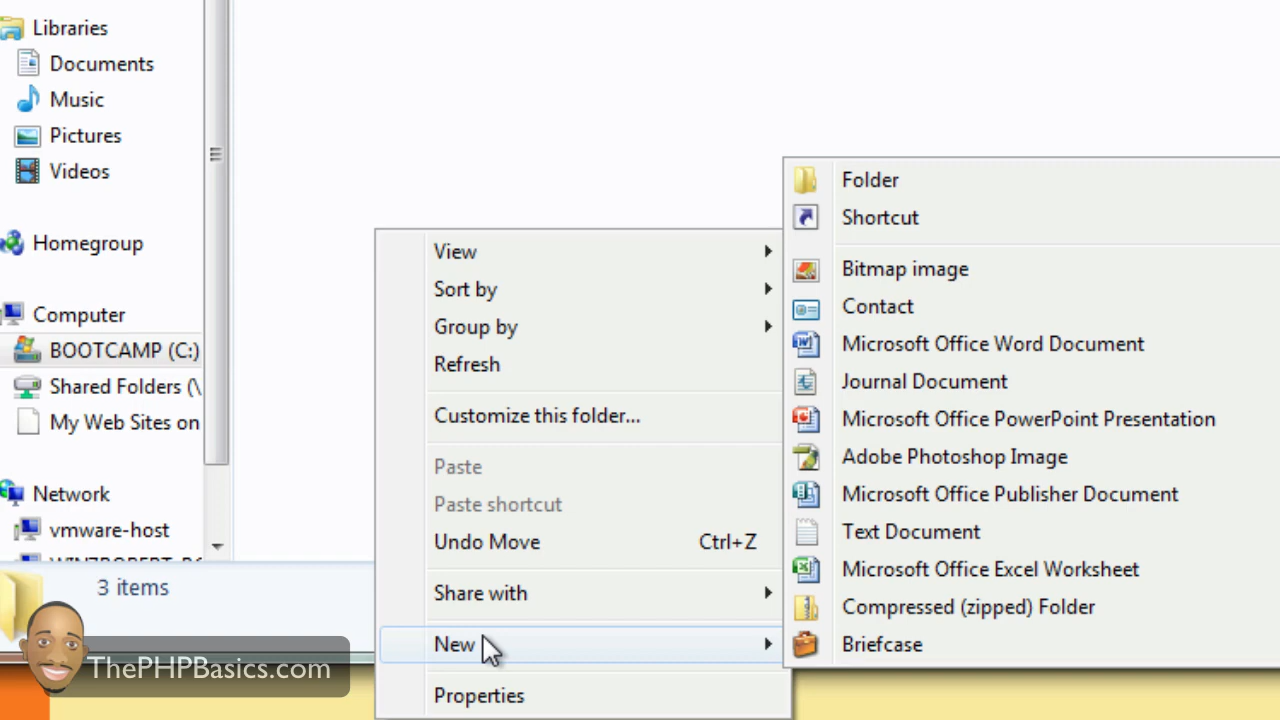 Libraries
Documents
Music
Pictures
Videos
Homegroup
Computer
BOOTCAMP (C:)
Shared Folders (\
My Web Sites on
Network
vmware-host
3 items
ThePHPBasics.com
View
Sort by
Group by
Refresh
Customize this folder...
Paste
Paste shortcut
Undo Move Ctrl+Z
Share with
New
Properties
Folder
Shortcut
Bitmap image
Contact
Microsoft Office Word Document
Journal Document
Microsoft Office PowerPoint Presentation
Adobe Photoshop Image
Microsoft Office Publisher Document
Text Document
Microsoft Office Excel Worksheet
Compressed (zipped) Folder
Briefcase